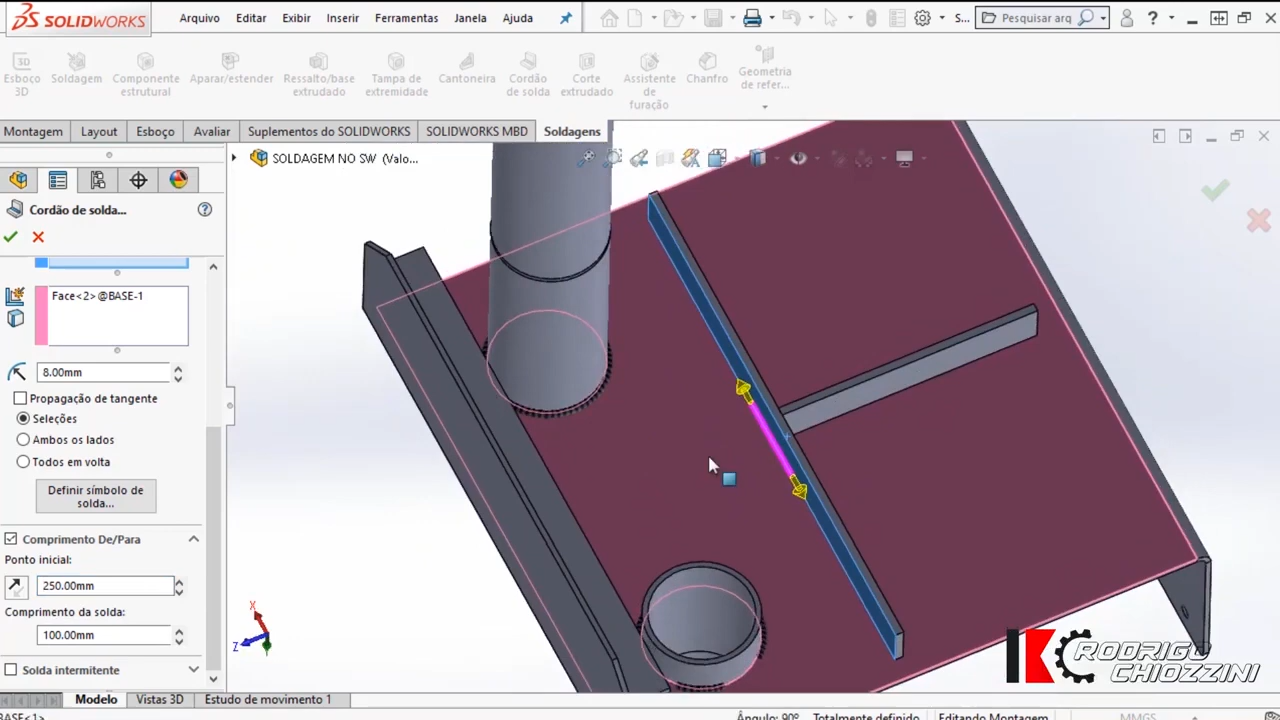 SOLIDWORKS
Arquivo Editar Exibir Inserir Ferramentas Janela Ajuda
S...
Pesquisar arq
?
Esboço 3D
Soldagem
Componente estrutural
Aparar/estender
Ressalto/base extrudado
Tampa de extremidade
Cantoneira
Cordão de solda
Corte extrudado
Assistente de furação
Chanfro
Geometria de refer...
Montagem Layout Esboço Avaliar Suplementos do SOLIDWORKS SOLIDWORKS MBD Soldagens
SOLDAGEM NO SW (Valo...
Cordão de solda... ?
Face<2>@BASE-1
8.00mm
Propagação de tangente
Seleções
Ambos os lados
Todos em volta
Definir símbolo de
solda...
Comprimento De/Para
Ponto inicial:
250.00mm
Comprimento da solda:
100.00mm
Solda intermitente
X
Z
RODRIGO
CHIOZZINI
Modelo Vistas 3D Estudo de movimento 1
BASE<1> Ângulo: 90º Totalmente definido Editando Montagem MMGS